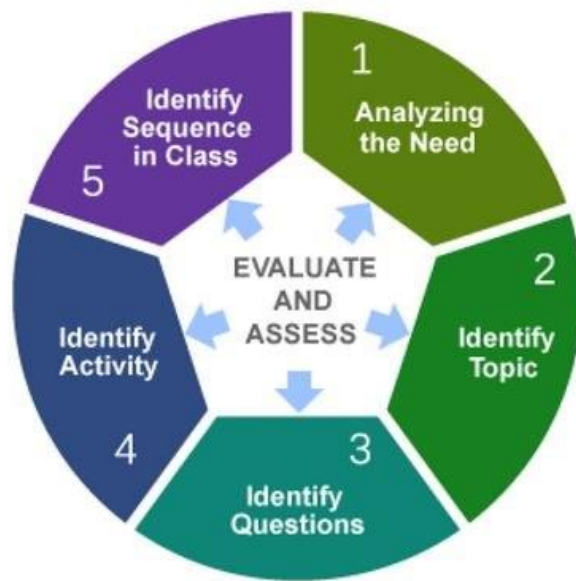 1
Analyzing
the Need
2
Identify
Topic
3
Identify
Questions
Identify
Activity
4
Identify
Sequence
in Class
5
EVALUATE
AND
ASSESS